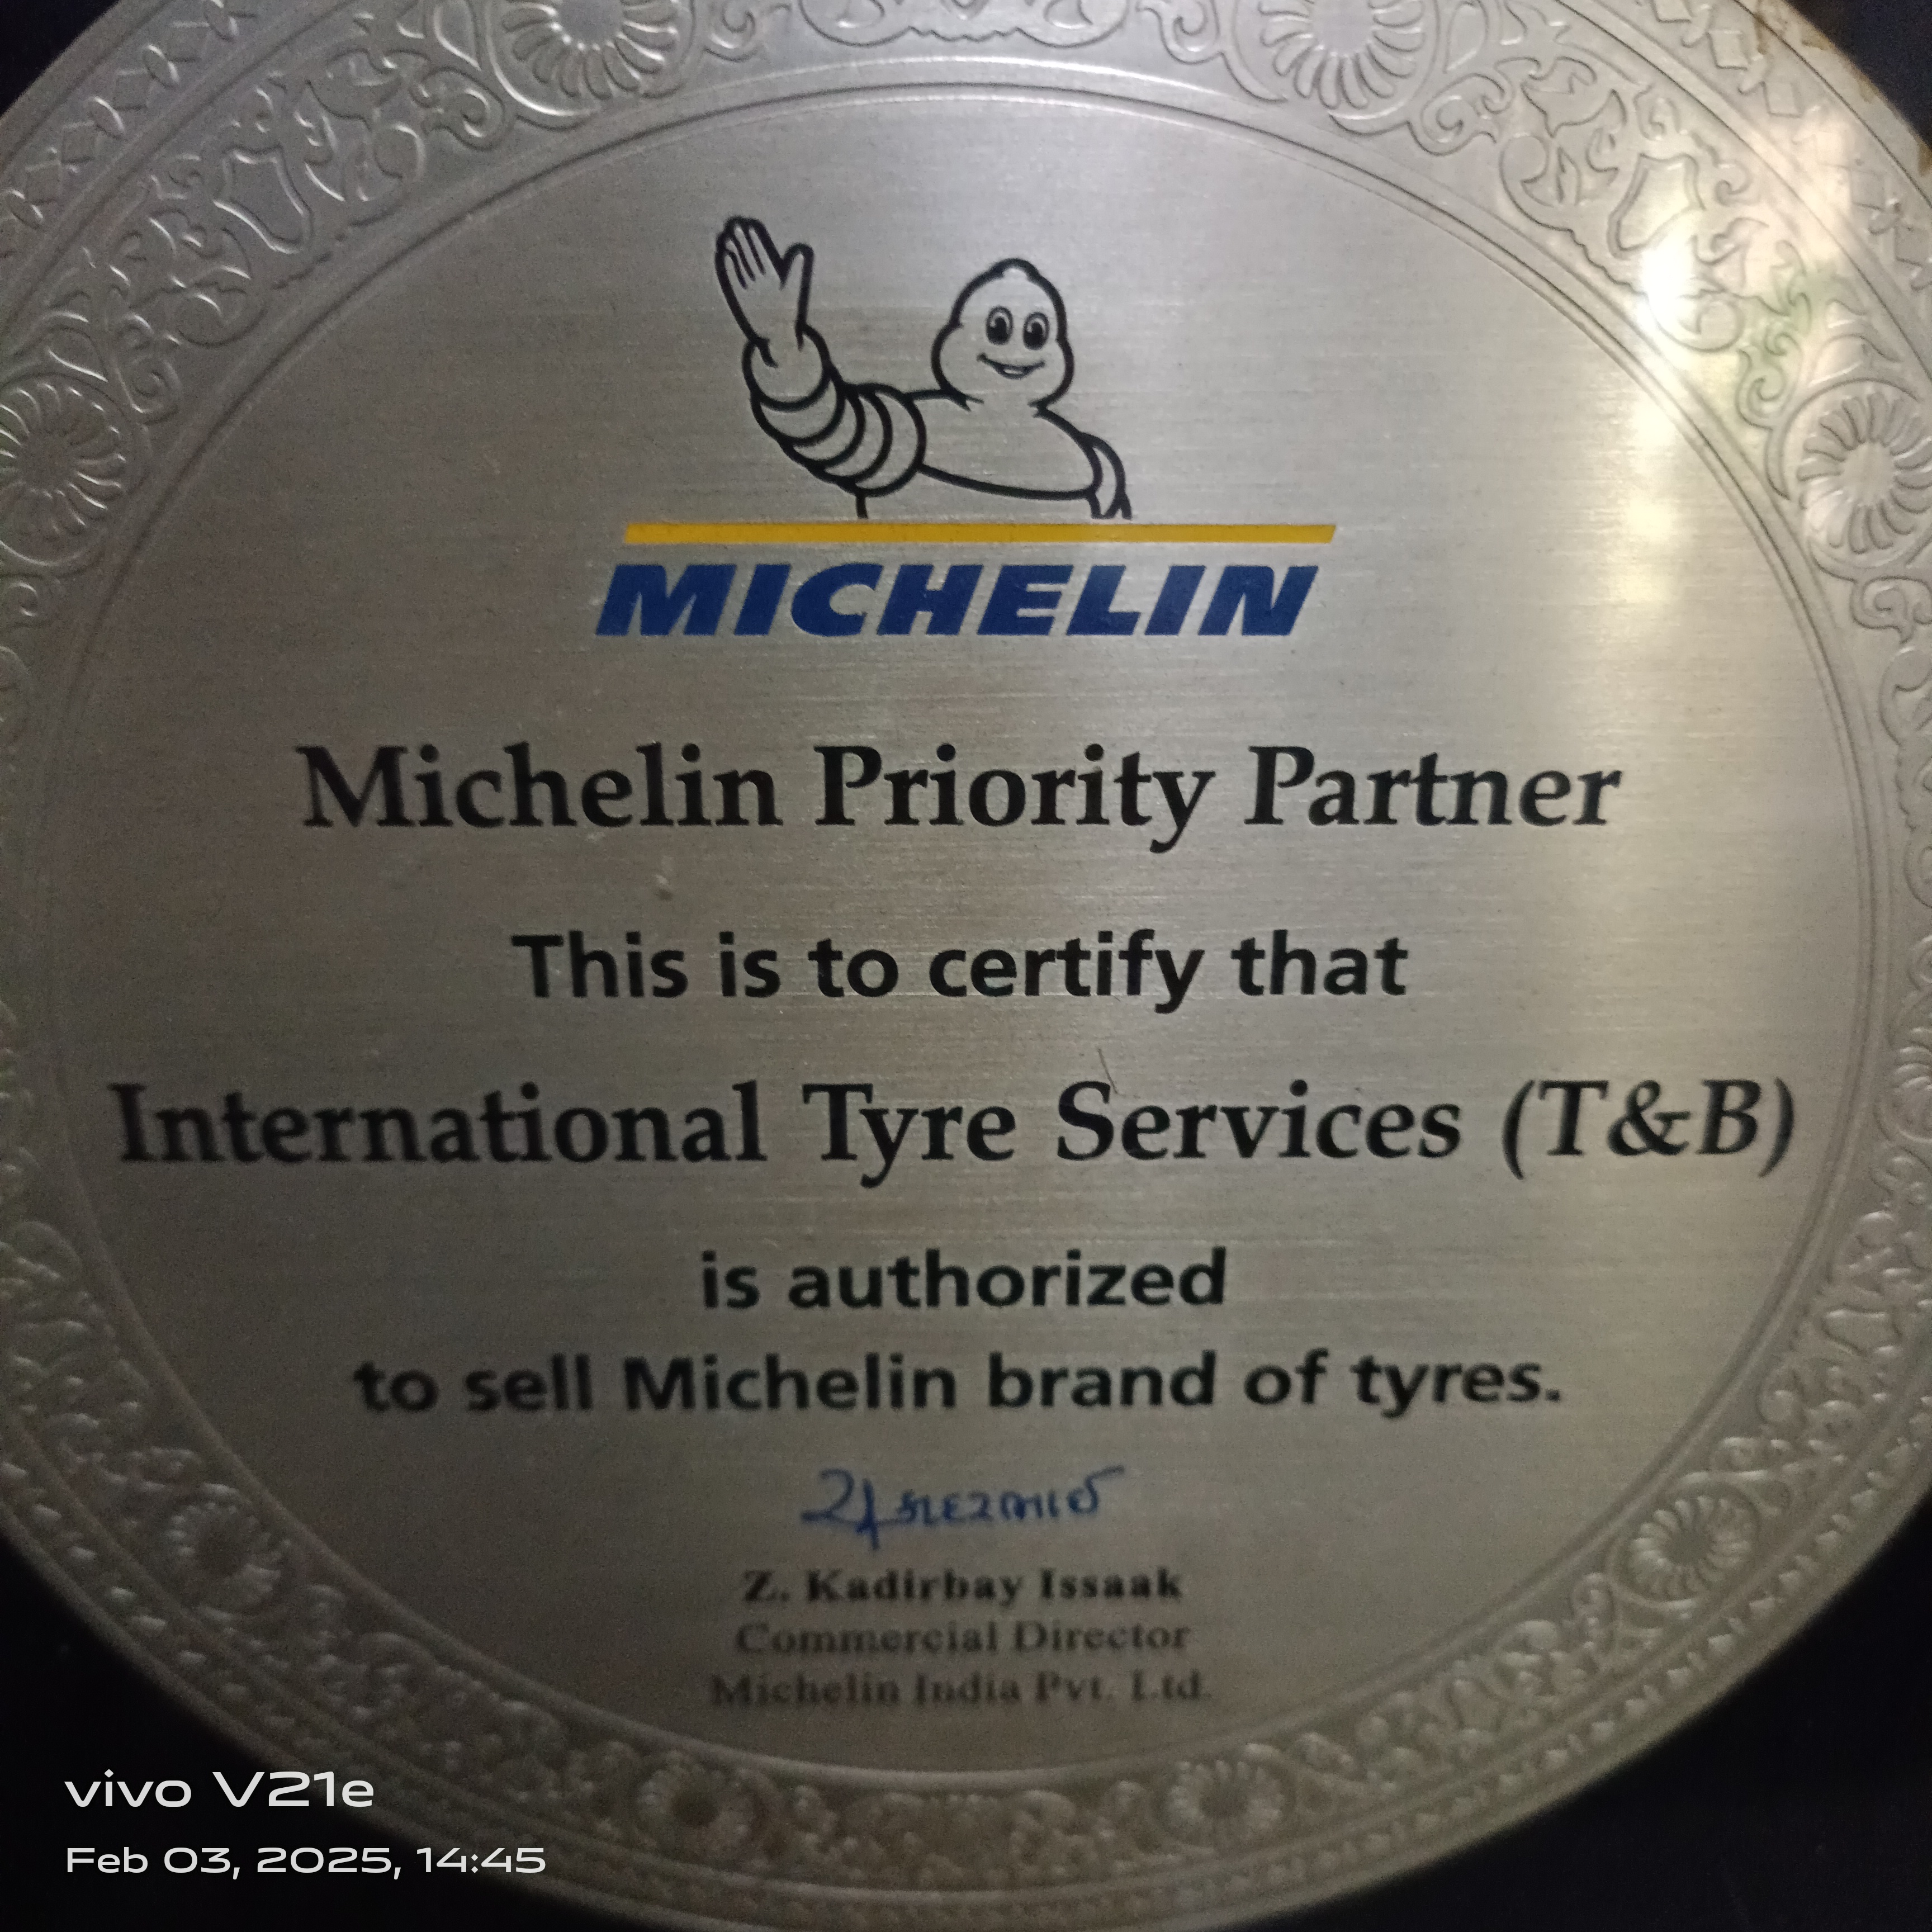 MICHELIN
Michelin Priority Partner
This is to certify that
International Tyre Services (T&B)
is authorized
to sell Michelin brand of tyres.
Z. Kadirbay Issaak
Commercial Director
Michelin India Pvt. Ltd.
vivo V21e
Feb 03, 2025, 14:45